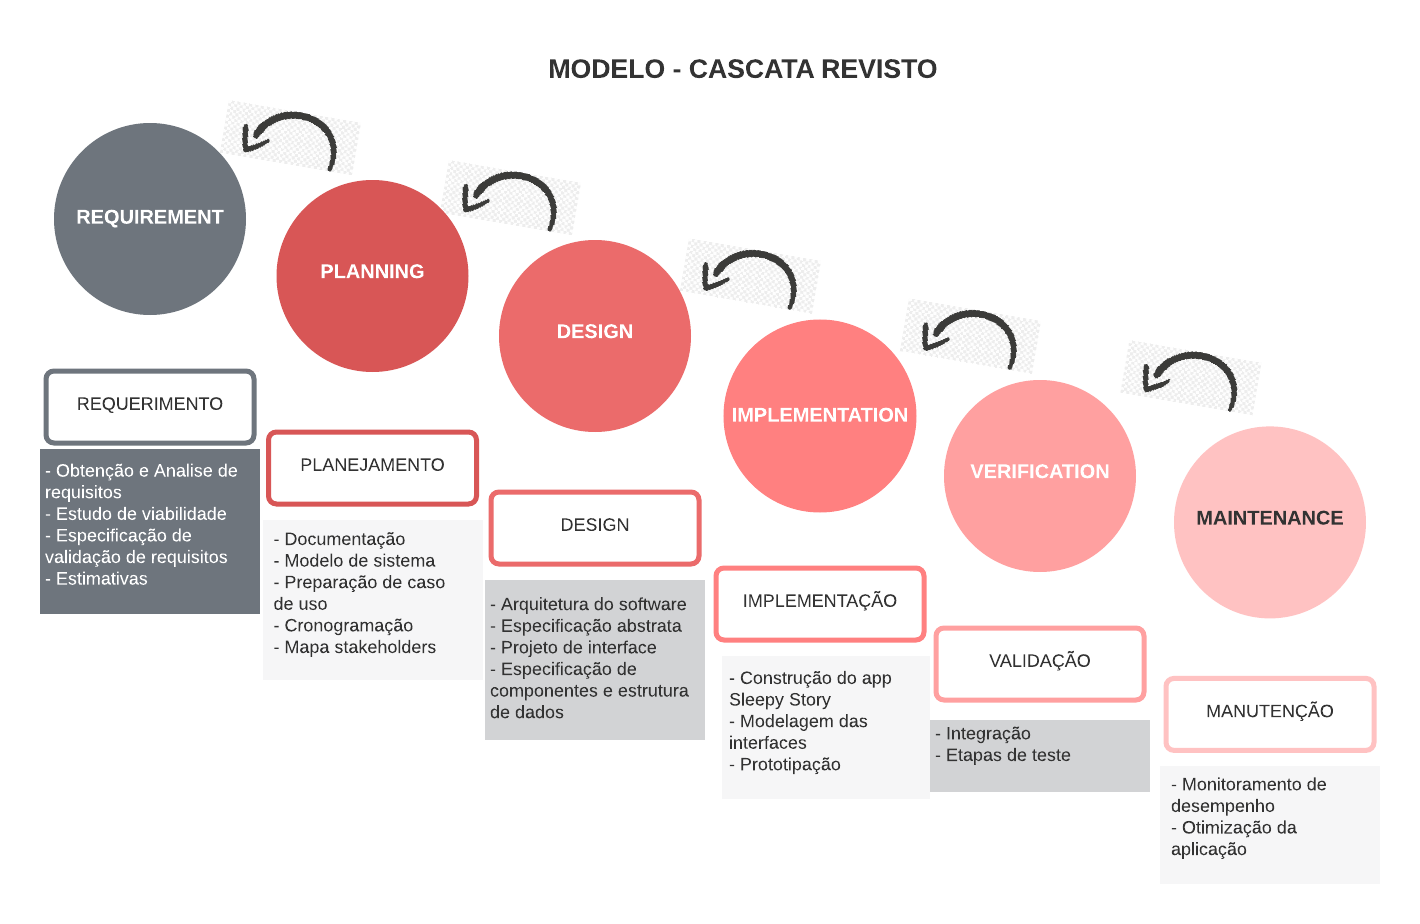 MODELO - CASCATA REVISTO
REQUIREMENT
PLANNING
DESIGN
IMPLEMENTATION
VERIFICATION
MAINTENANCE
REQUERIMENTO
- Obtenção e Analise de
requisitos
- Estudo de viabilidade
- Especificação de
validação de requisitos
- Estimativas
PLANEJAMENTO
- Documentação
- Modelo de sistema
- Preparação de caso
de uso
- Cronogramação
- Mapa stakeholders
DESIGN
- Arquitetura do software
- Especificação abstrata
- Projeto de interface
- Especificação de
componentes e estrutura
de dados
IMPLEMENTAÇÃO
- Construção do app
Sleepy Story
- Modelagem das
interfaces
- Prototipação
VALIDAÇÃO
- Integração
- Etapas de teste
MANUTENÇÃO
- Monitoramento de
desempenho
- Otimização da
aplicação